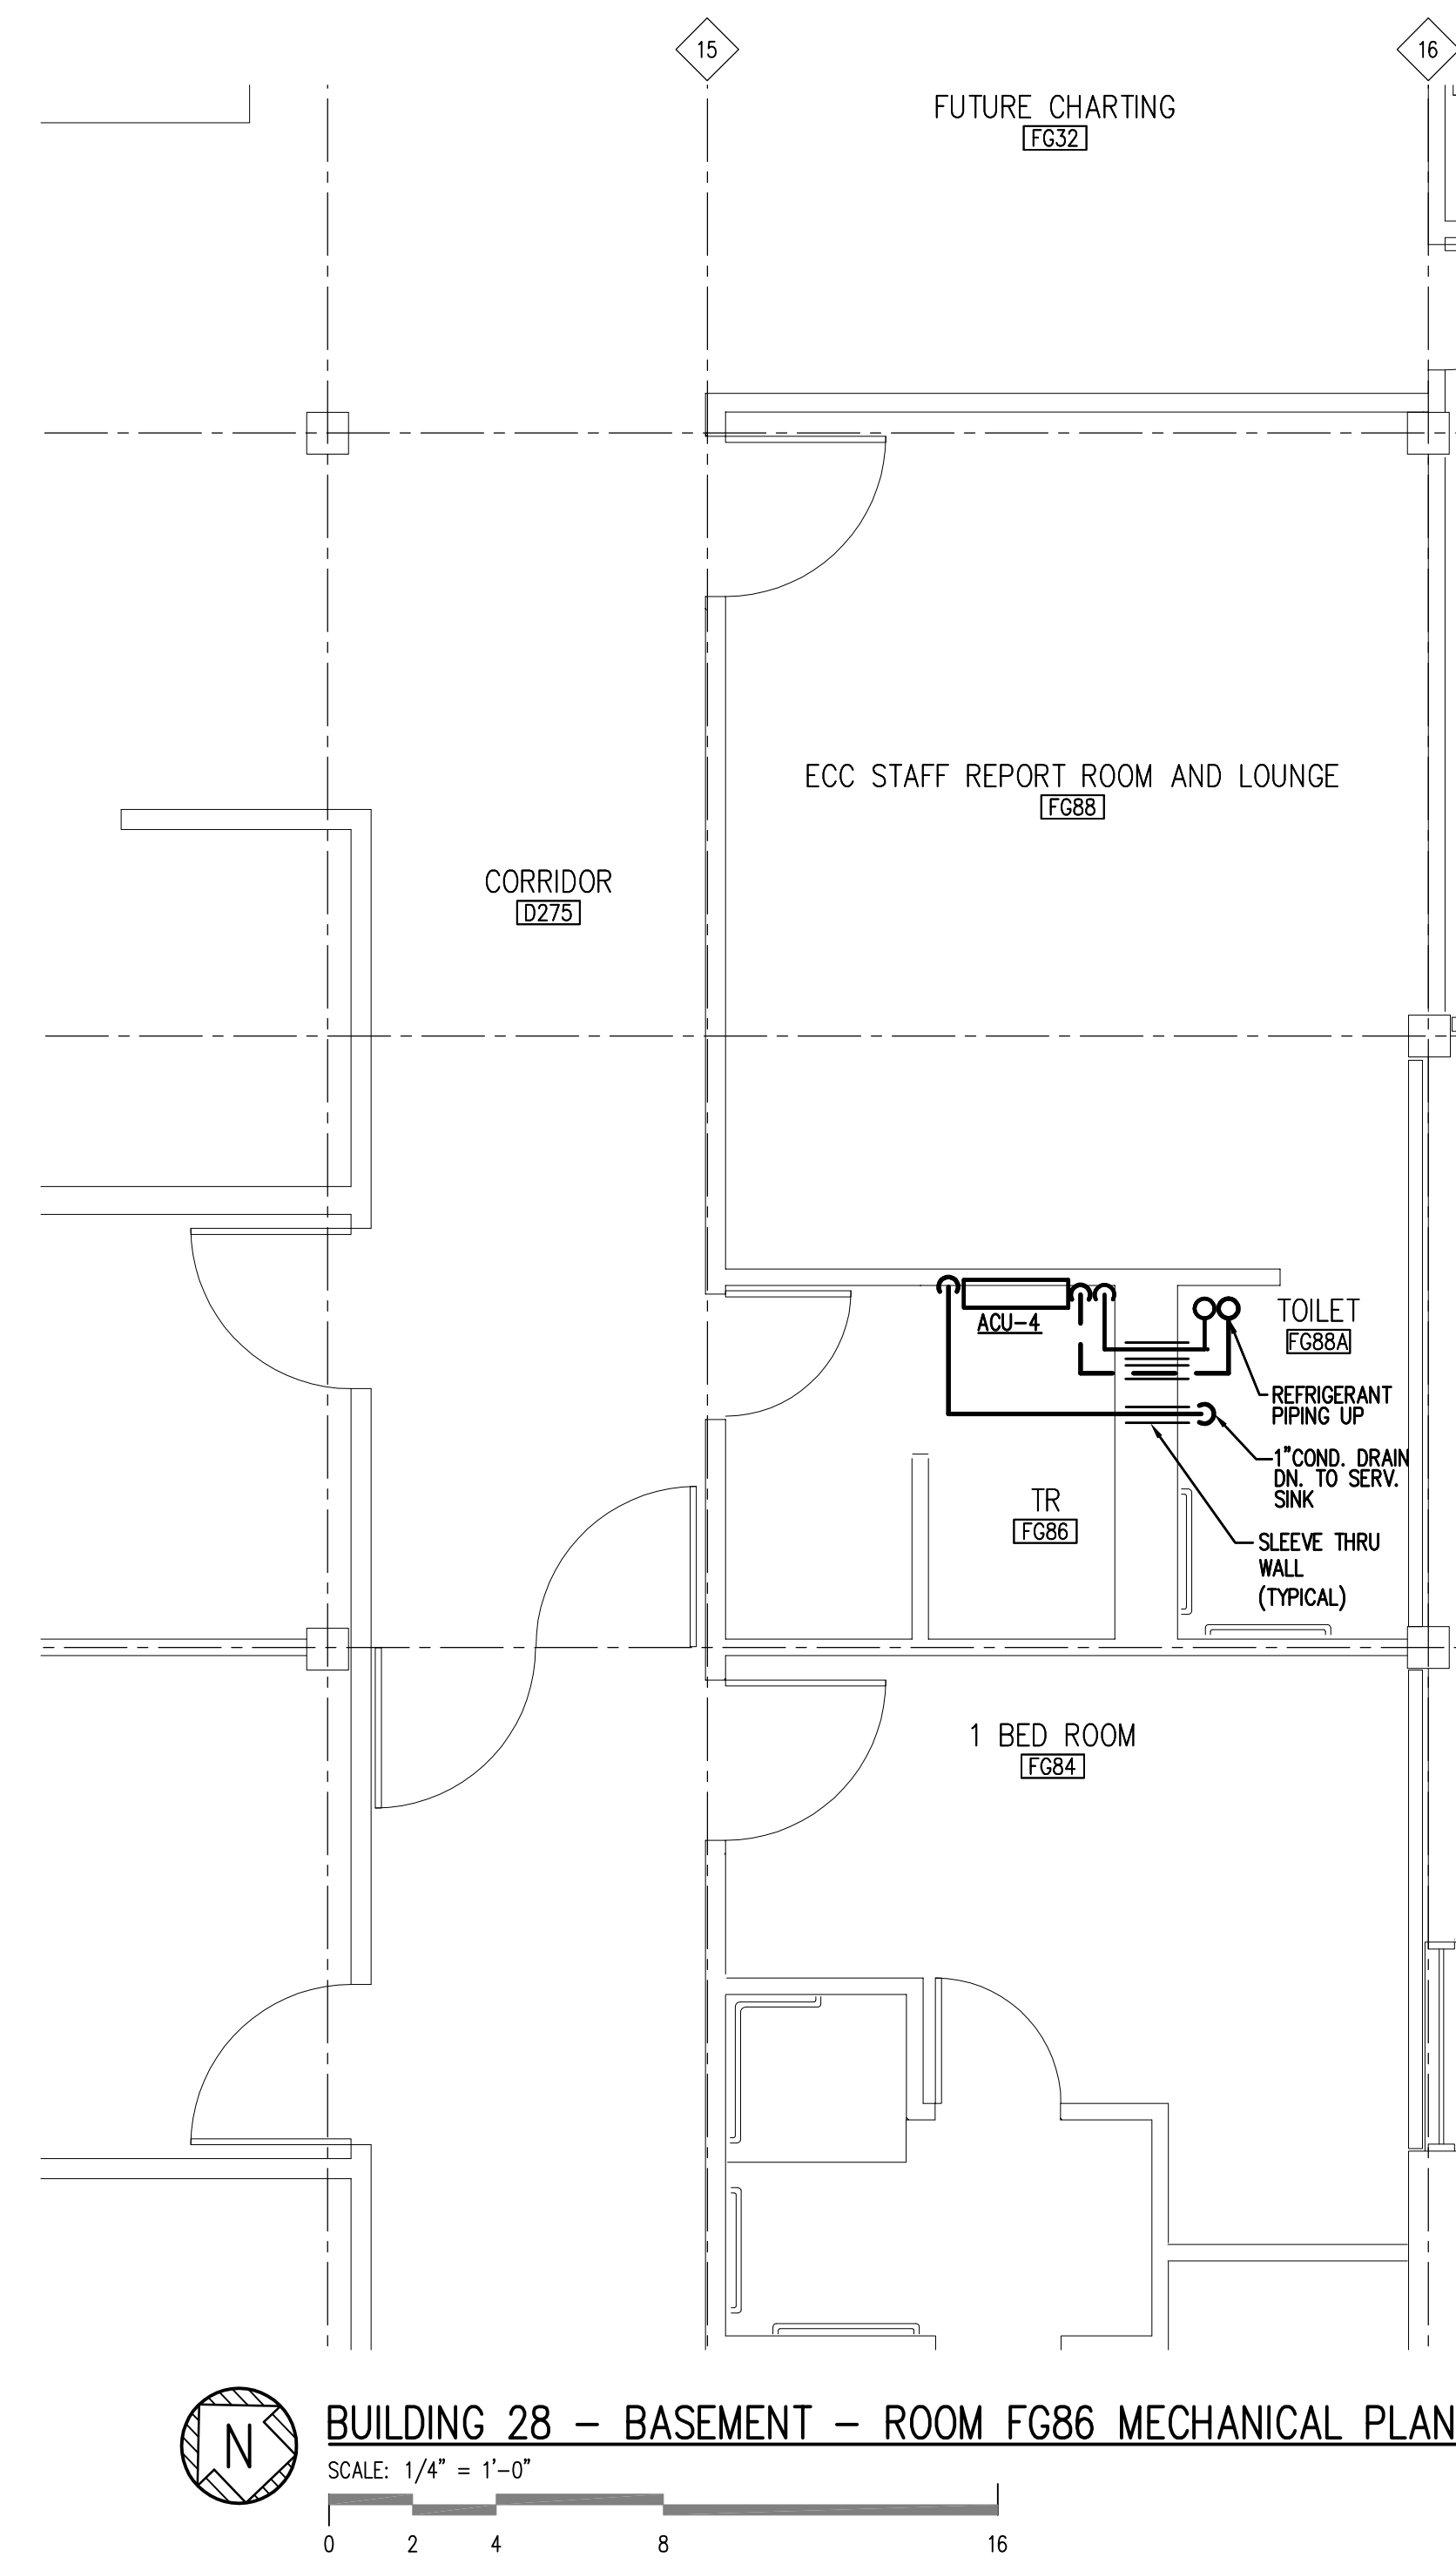 15
16
FUTURE CHARTING
FG32
ECC STAFF REPORT ROOM AND LOUNGE
FG88
CORRIDOR
D275
ACU-4
TOILET
FG88A
REFRIGERANT
PIPING UP
1"COND. DRAIN
DN. TO SERV.
SINK
TR
FG86
SLEEVE THRU
WALL
(TYPICAL)
1 BED ROOM
FG84
N
BUILDING 28 - BASEMENT - ROOM FG86 MECHANICAL PLAN
SCALE: 1/4" = 1'-0"
0 2 4 8 16